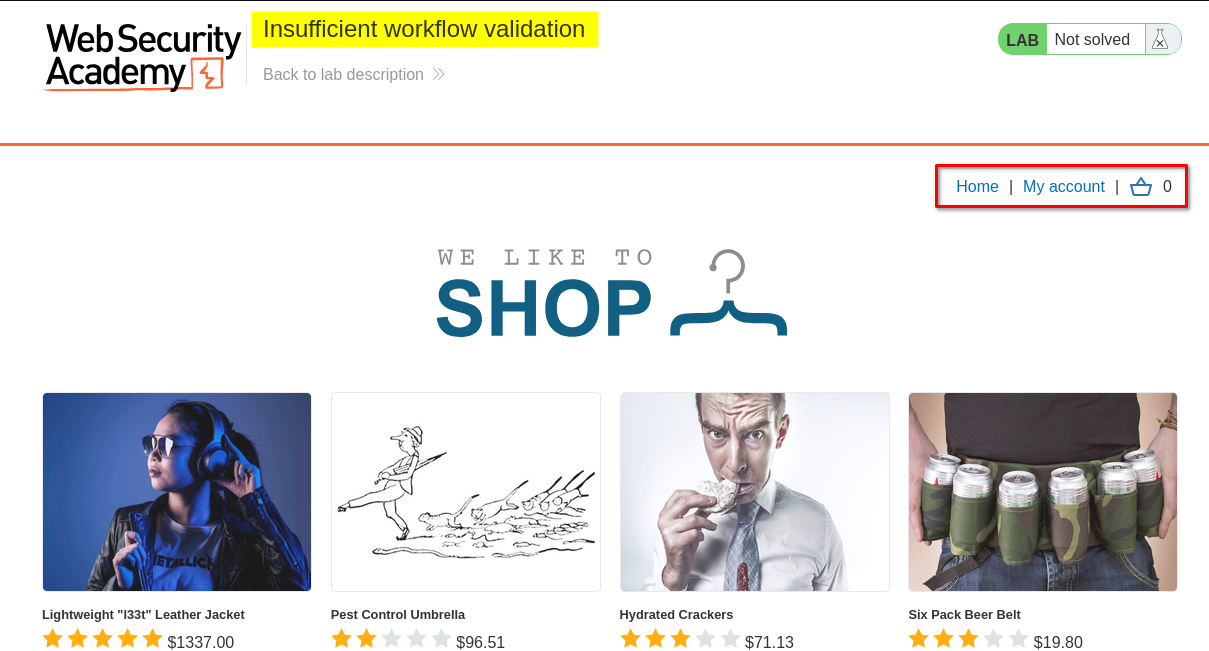 Web Security
Academy
Insufficient workflow validation
Back to lab description
LAB Not solved
Home | My account | 0
WE LIKE TO
SHOP
METALLICA
Lightweight "l33t" Leather Jacket
$1337.00
Pest Control Umbrella
$96.51
Hydrated Crackers
$71.13
Six Pack Beer Belt
$19.80